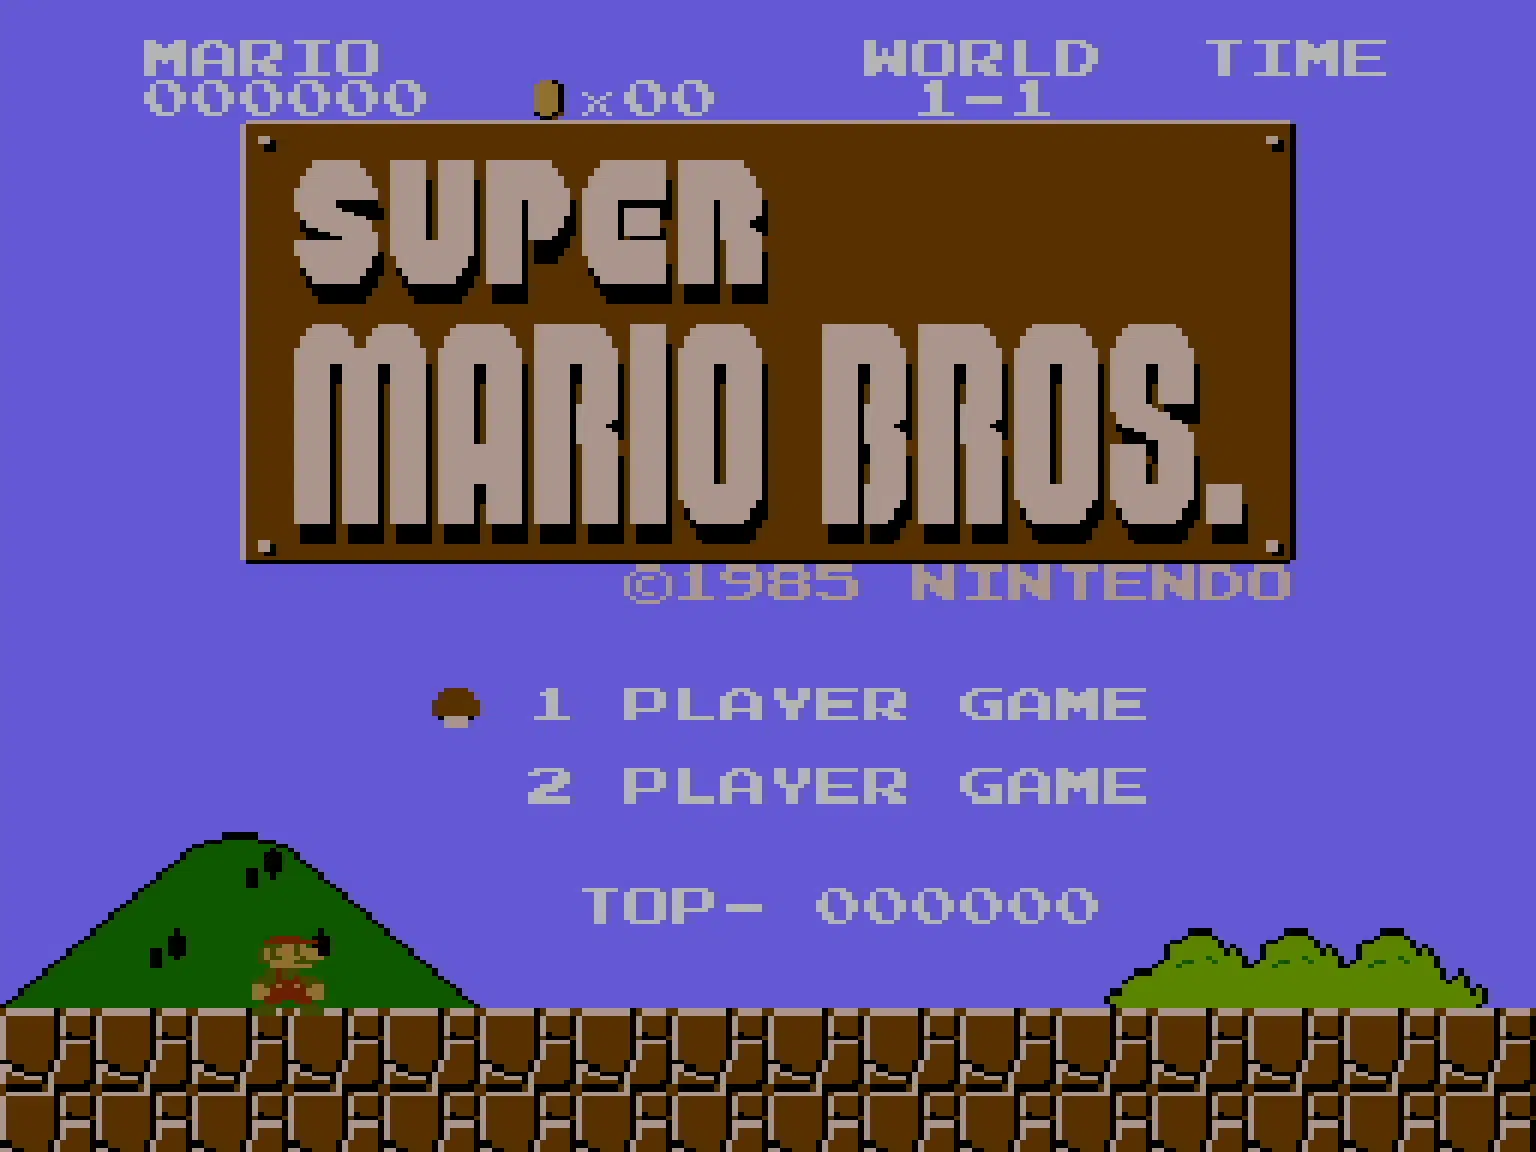 MARIO WORLD TIME
000000 x00 1-1
SUPER
MARIO BROS.
©1985 NINTENDO
1 PLAYER GAME
2 PLAYER GAME
TOP- 000000